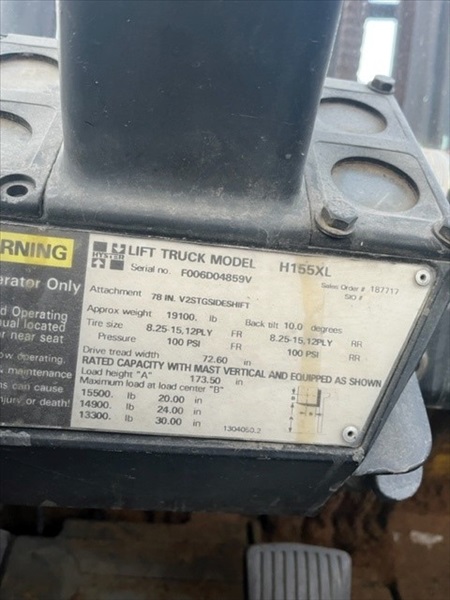 RNING
erator Only
d Operating
ual located
r near seat
ow operating.
maintenance
ns can cause
injury or death!
HYSTER LIFT TRUCK MODEL H155XL
Serial no. F006D04859V Sales Order # 187717
SIO #
Attachment 78 IN. V2STGSIDESHIFT
Approx weight 19100. lb Back tilt 10.0 degrees
Tire size 8.25-15,12PLY FR 8.25-15,12PLY RR
Pressure 100 PSI FR 100 PSI RR
Drive tread width 72.60 in
RATED CAPACITY WITH MAST VERTICAL AND EQUIPPED AS SHOWN
Load height "A" 173.50 in
Maximum load at load center "B"
15500. lb 20.00 in
14900. lb 24.00 in
13300. lb 30.00 in
1304060.2